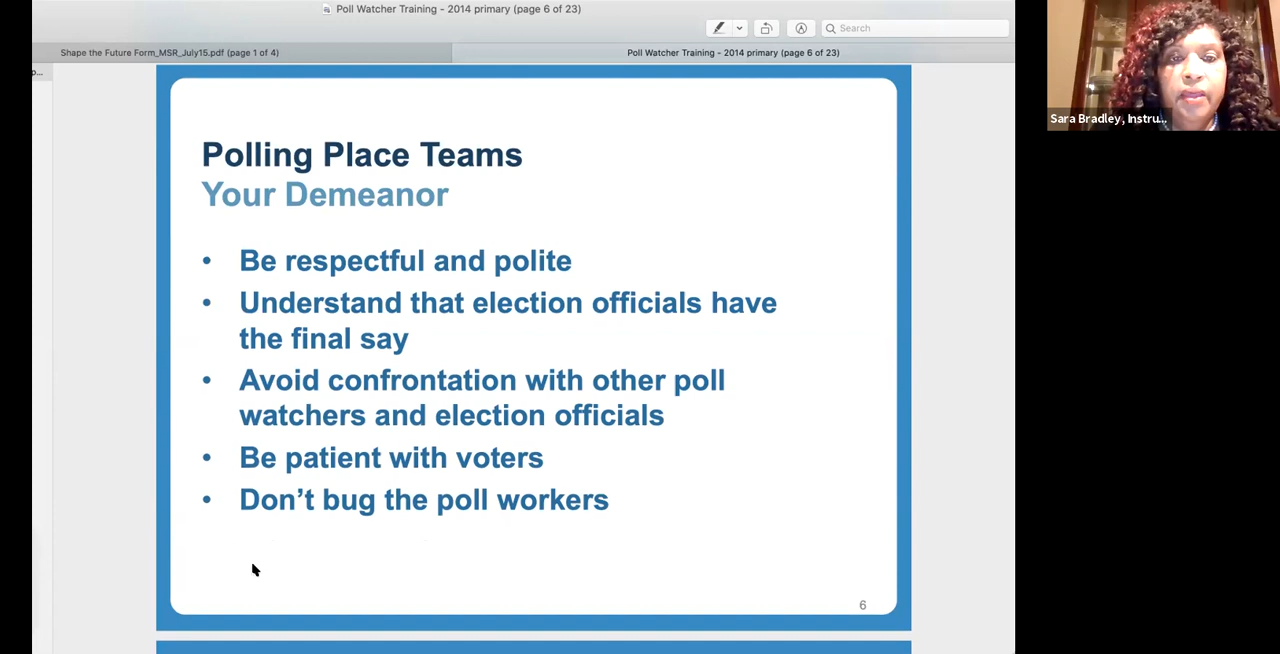 Poll Watcher Training - 2014 primary (page 6 of 23)
Search
Shape the Future Form_MSR_July15.pdf (page 1 of 4)
Poll Watcher Training - 2014 primary (page 6 of 23)
p...
Polling Place Teams
Your Demeanor
• Be respectful and polite
• Understand that election officials have
the final say
• Avoid confrontation with other poll
watchers and election officials
• Be patient with voters
• Don’t bug the poll workers
6
Sara Bradley, Instru...